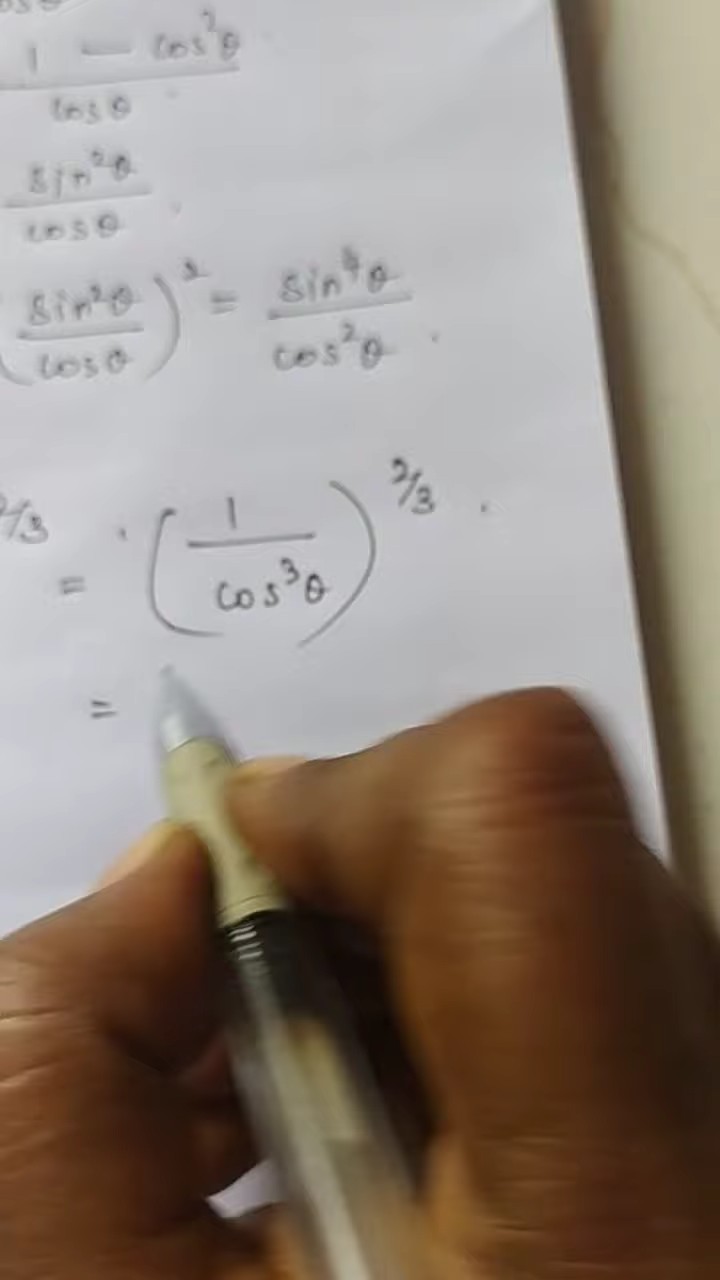 1 - cos²θ
cosθ
sin²θ
cosθ
(sin²θ/cosθ)² = sin⁴θ/cos²θ .
2/3
= (1/cos³θ)^2/3 .
=